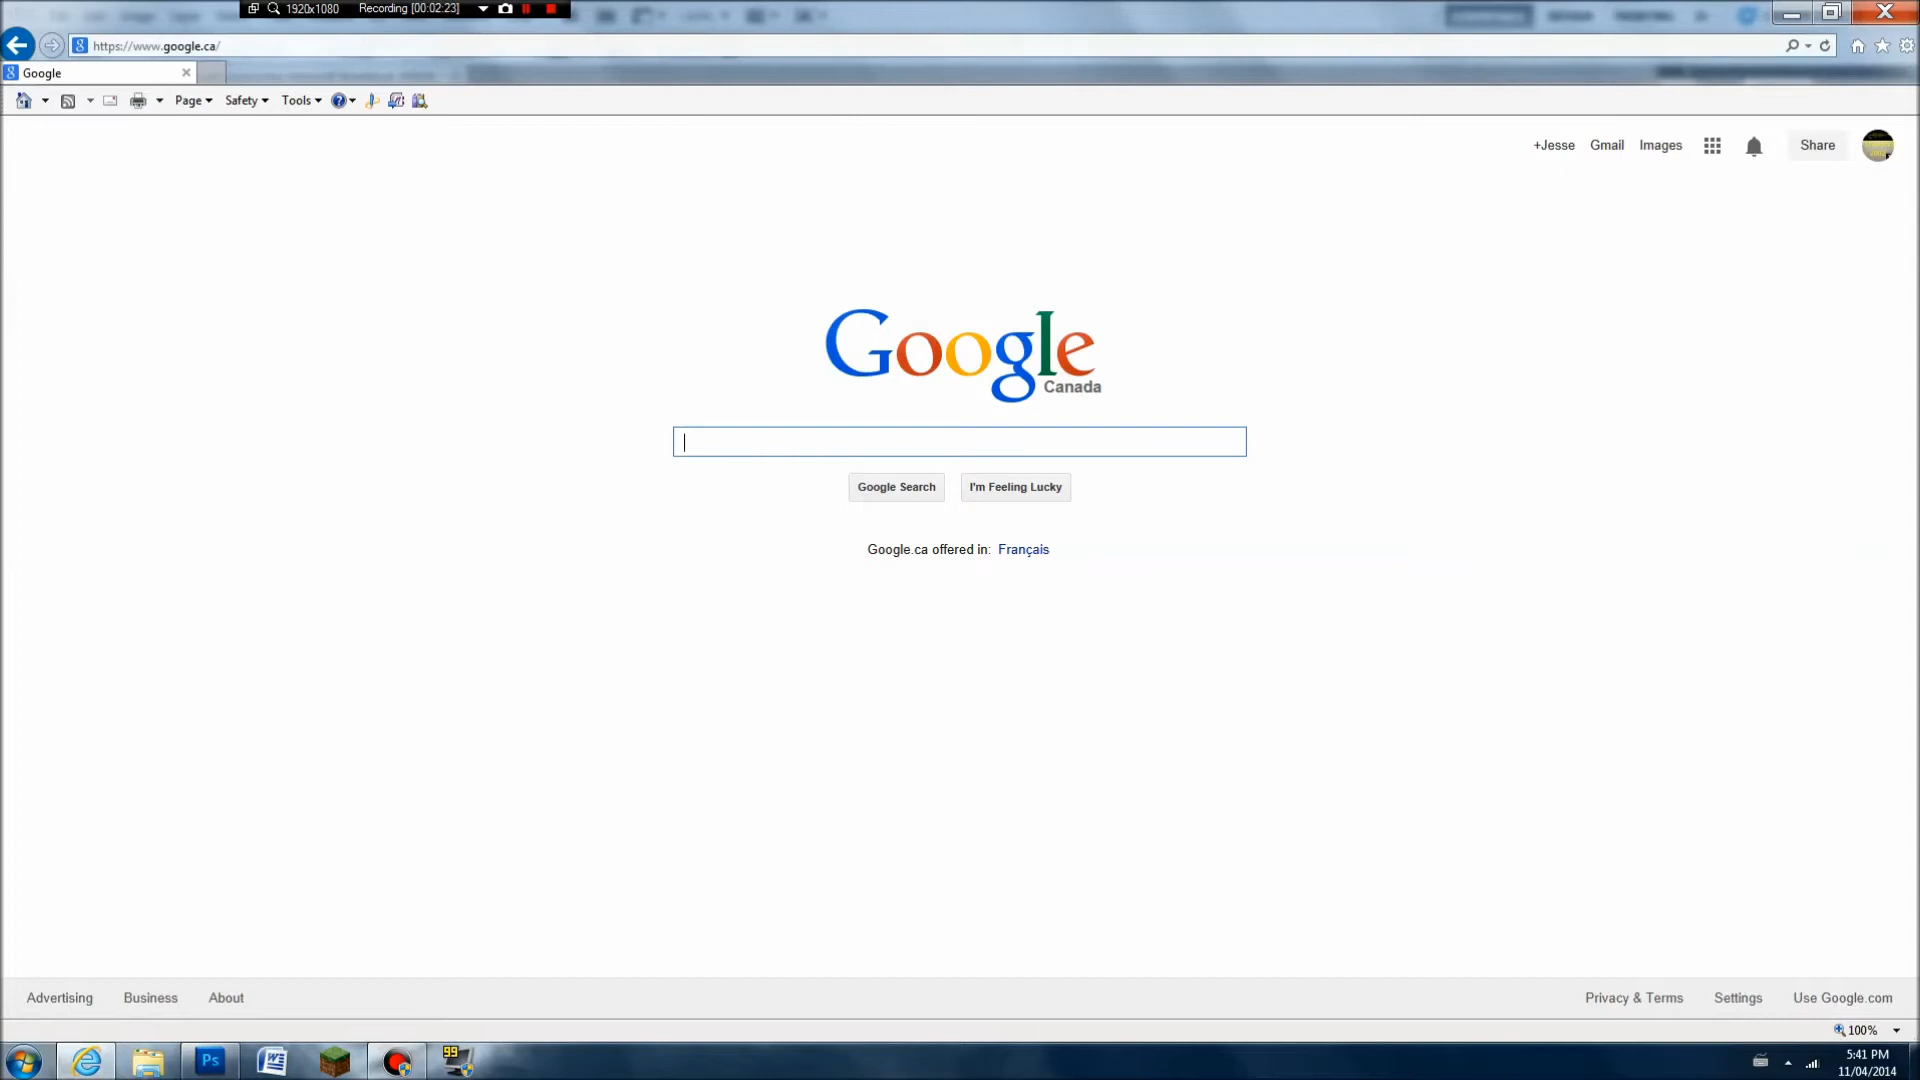 1920x1080 Recording [00:02:23]
https://www.google.ca/
Google
Page Safety Tools
+Jesse Gmail Images Share
Google
Canada
Google Search I'm Feeling Lucky
Google.ca offered in: Français
Advertising Business About
Privacy & Terms Settings Use Google.com
100%
Ps
99
5:41 PM
11/04/2014